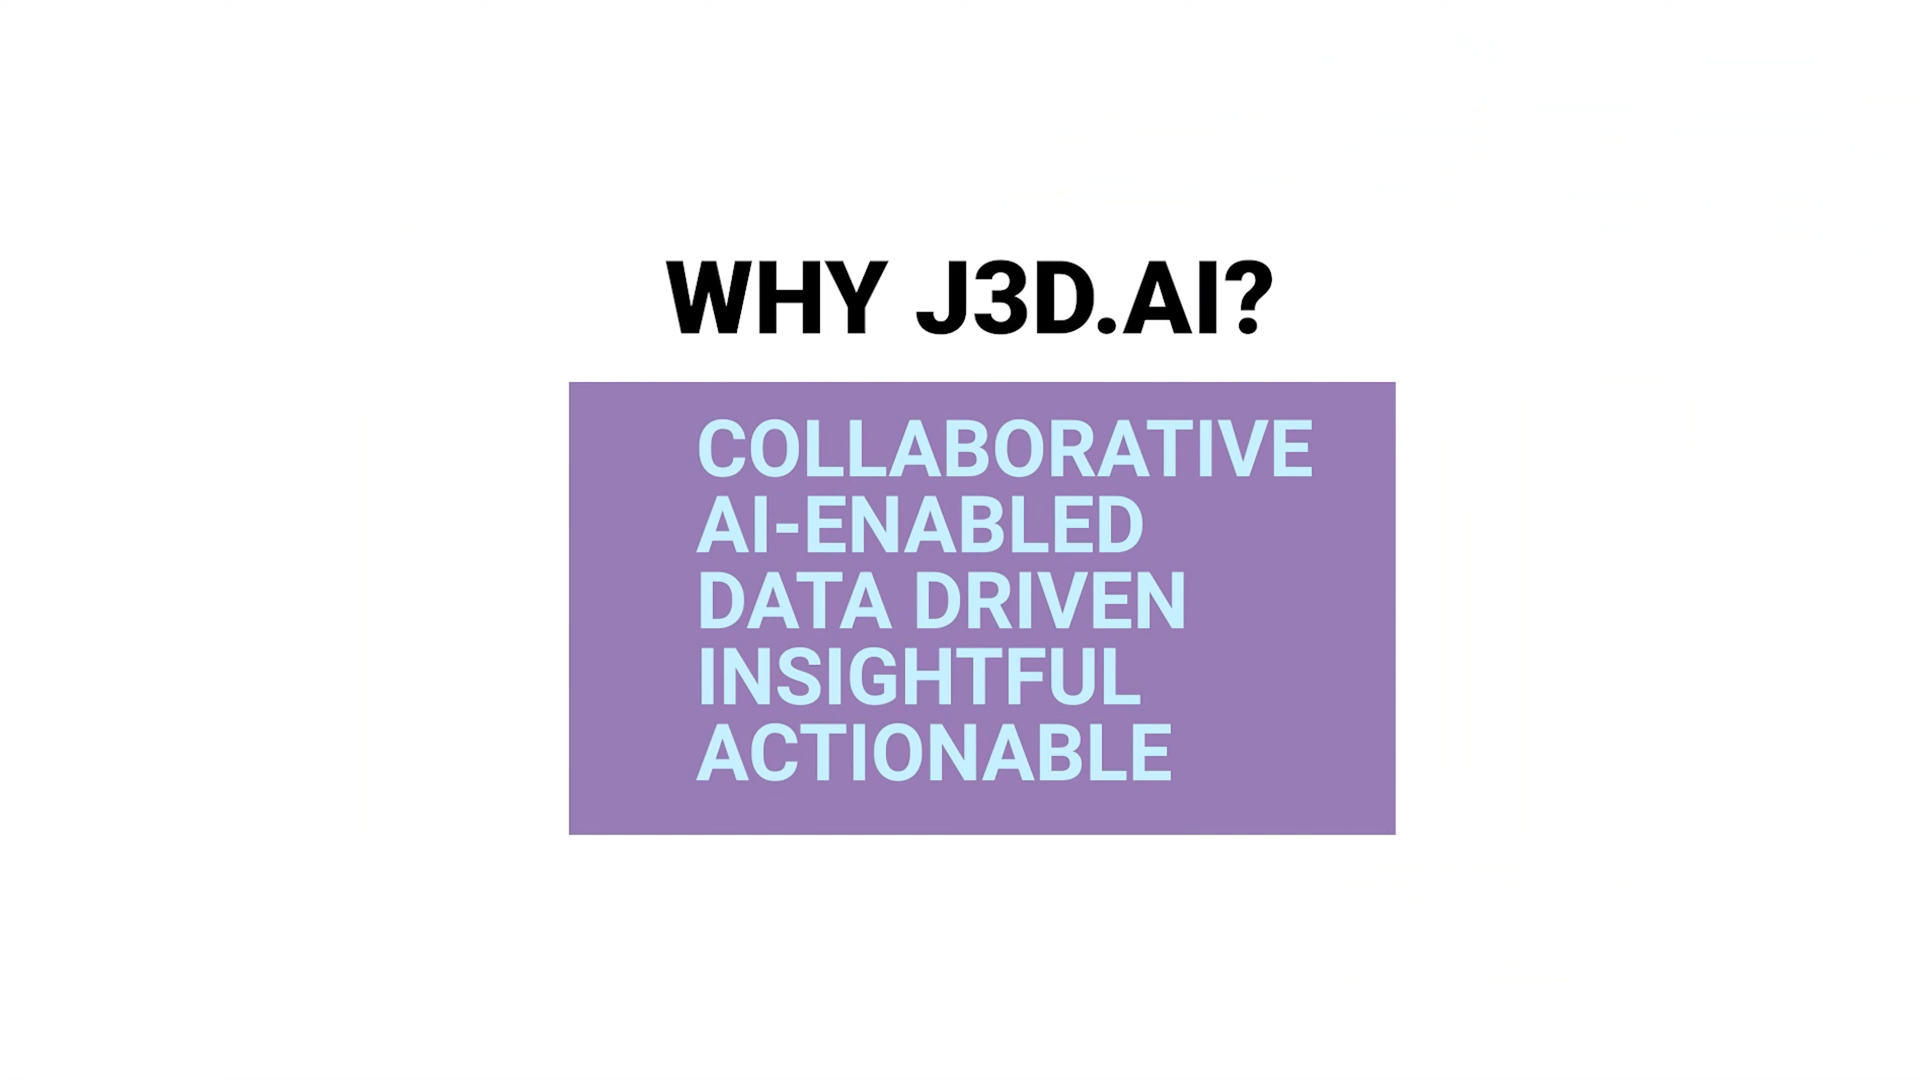 WHY J3D.AI?
COLLABORATIVE
AI-ENABLED
DATA DRIVEN
INSIGHTFUL
ACTIONABLE